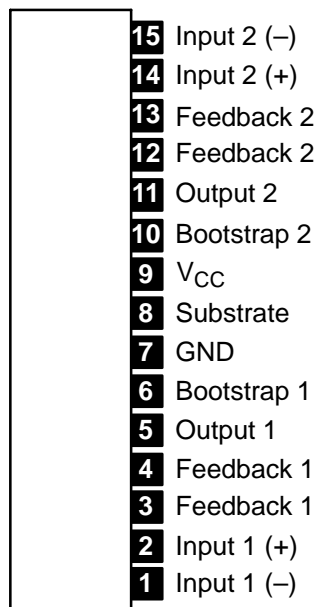 15 Input 2 (–)
14 Input 2 (+)
13 Feedback 2
12 Feedback 2
11 Output 2
10 Bootstrap 2
9 VCC
8 Substrate
7 GND
6 Bootstrap 1
5 Output 1
4 Feedback 1
3 Feedback 1
2 Input 1 (+)
1 Input 1 (–)